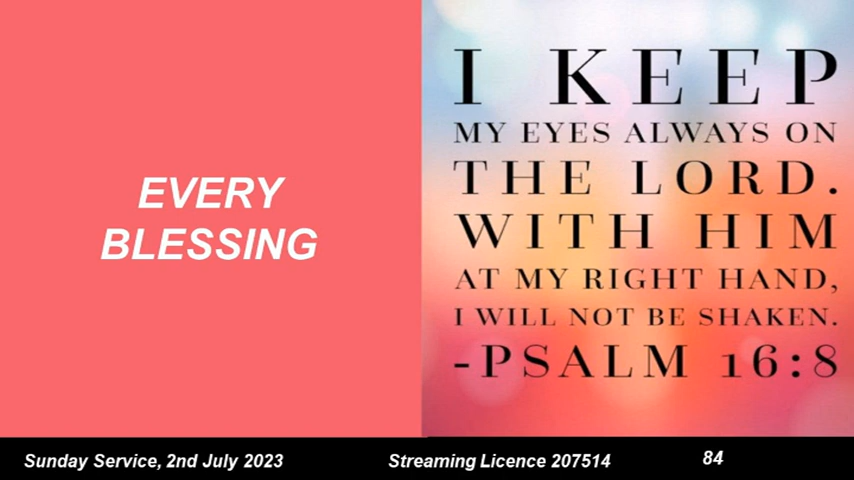 EVERY
BLESSING
I KEEP
MY EYES ALWAYS ON
THE LORD.
WITH HIM
AT MY RIGHT HAND,
I WILL NOT BE SHAKEN.
-PSALM 16:8
Sunday Service, 2nd July 2023
Streaming Licence 207514
84